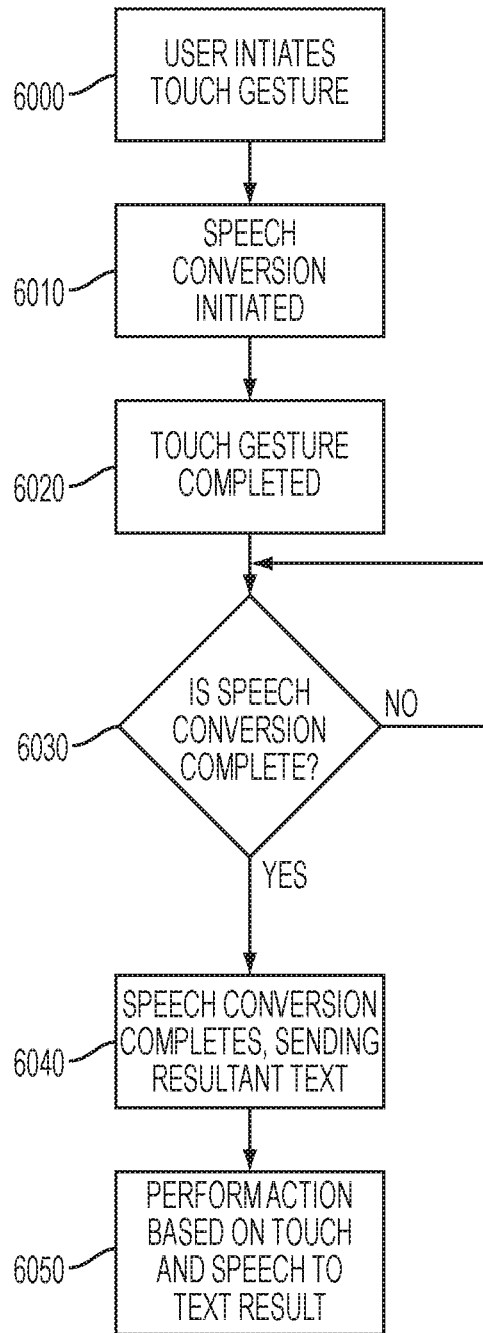 USER INTIATES
TOUCH GESTURE
6000
SPEECH
CONVERSION
INITIATED
6010
TOUCH GESTURE
COMPLETED
6020
IS SPEECH
CONVERSION
COMPLETE?
NO
6030
YES
SPEECH CONVERSION
COMPLETES, SENDING
RESULTANT TEXT
6040
PERFORM ACTION
BASED ON TOUCH
AND SPEECH TO
TEXT RESULT
6050